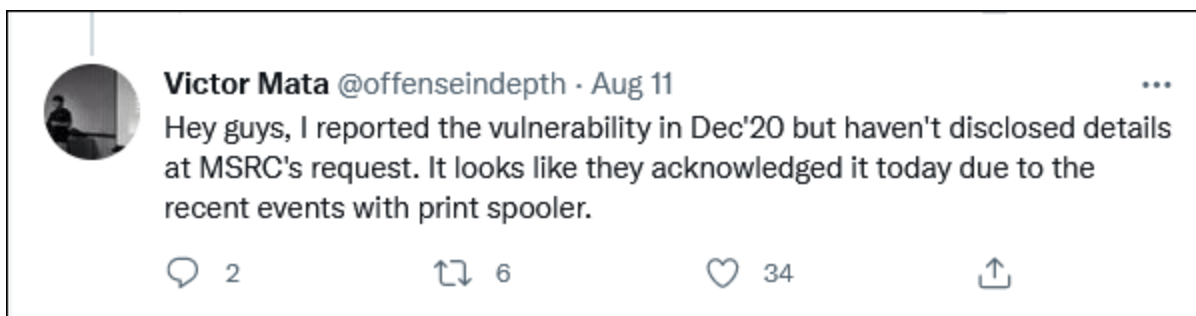 Victor Mata @offenseindepth · Aug 11
Hey guys, I reported the vulnerability in Dec'20 but haven't disclosed details
at MSRC's request. It looks like they acknowledged it today due to the
recent events with print spooler.
2 6 34